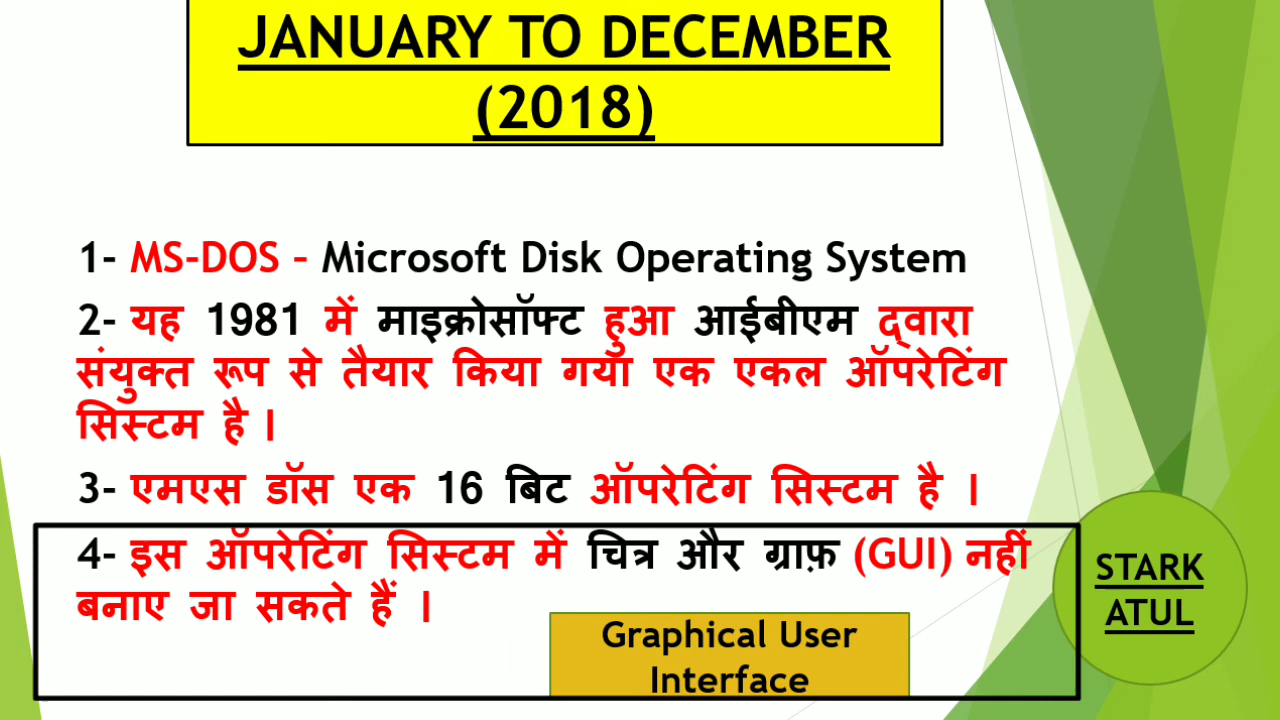 JANUARY TO DECEMBER
(2018)
1- MS-DOS – Microsoft Disk Operating System
2- यह 1981 में माइक्रोसॉफ्ट हुआ आईबीएम द्वारा
संयुक्त रूप से तैयार किया गया एक एकल ऑपरेटिंग
सिस्टम है ।
3- एमएस डॉस एक 16 बिट ऑपरेटिंग सिस्टम है ।
4- इस ऑपरेटिंग सिस्टम में चित्र और ग्राफ़ (GUI) नहीं
बनाए जा सकते हैं ।
Graphical User
Interface
STARK
ATUL